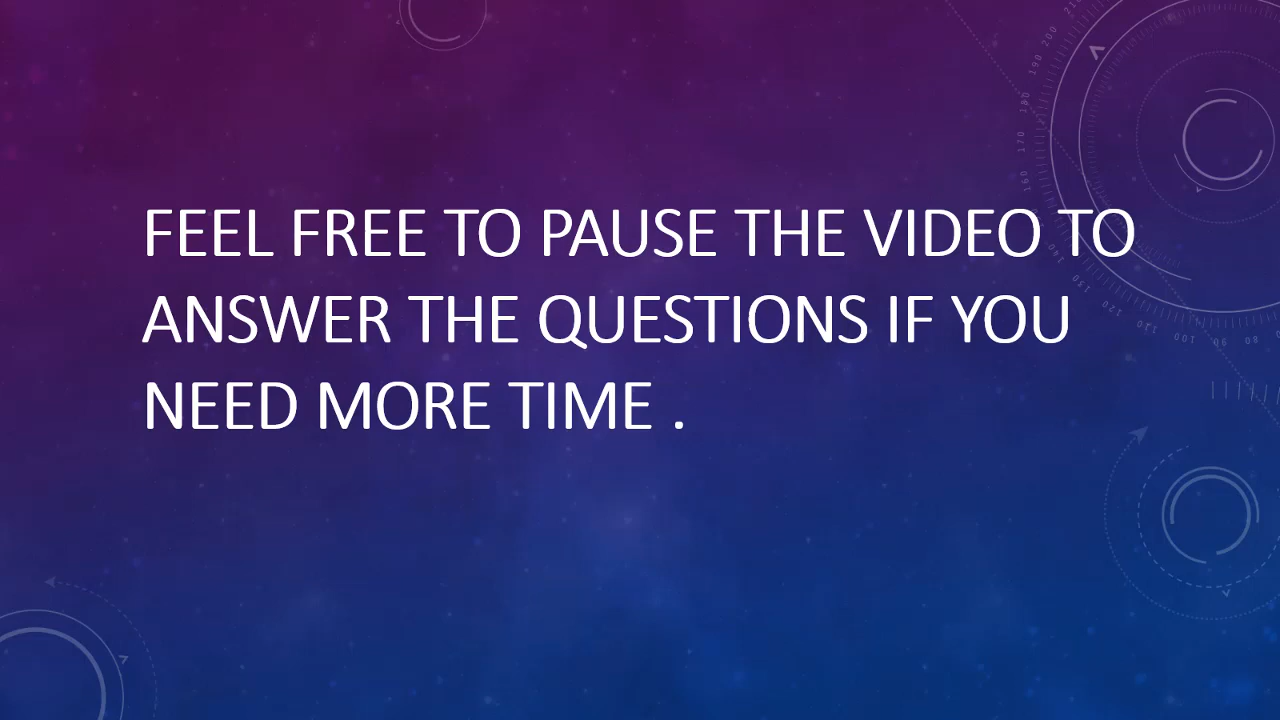 FEEL FREE TO PAUSE THE VIDEO TO
ANSWER THE QUESTIONS IF YOU
NEED MORE TIME .